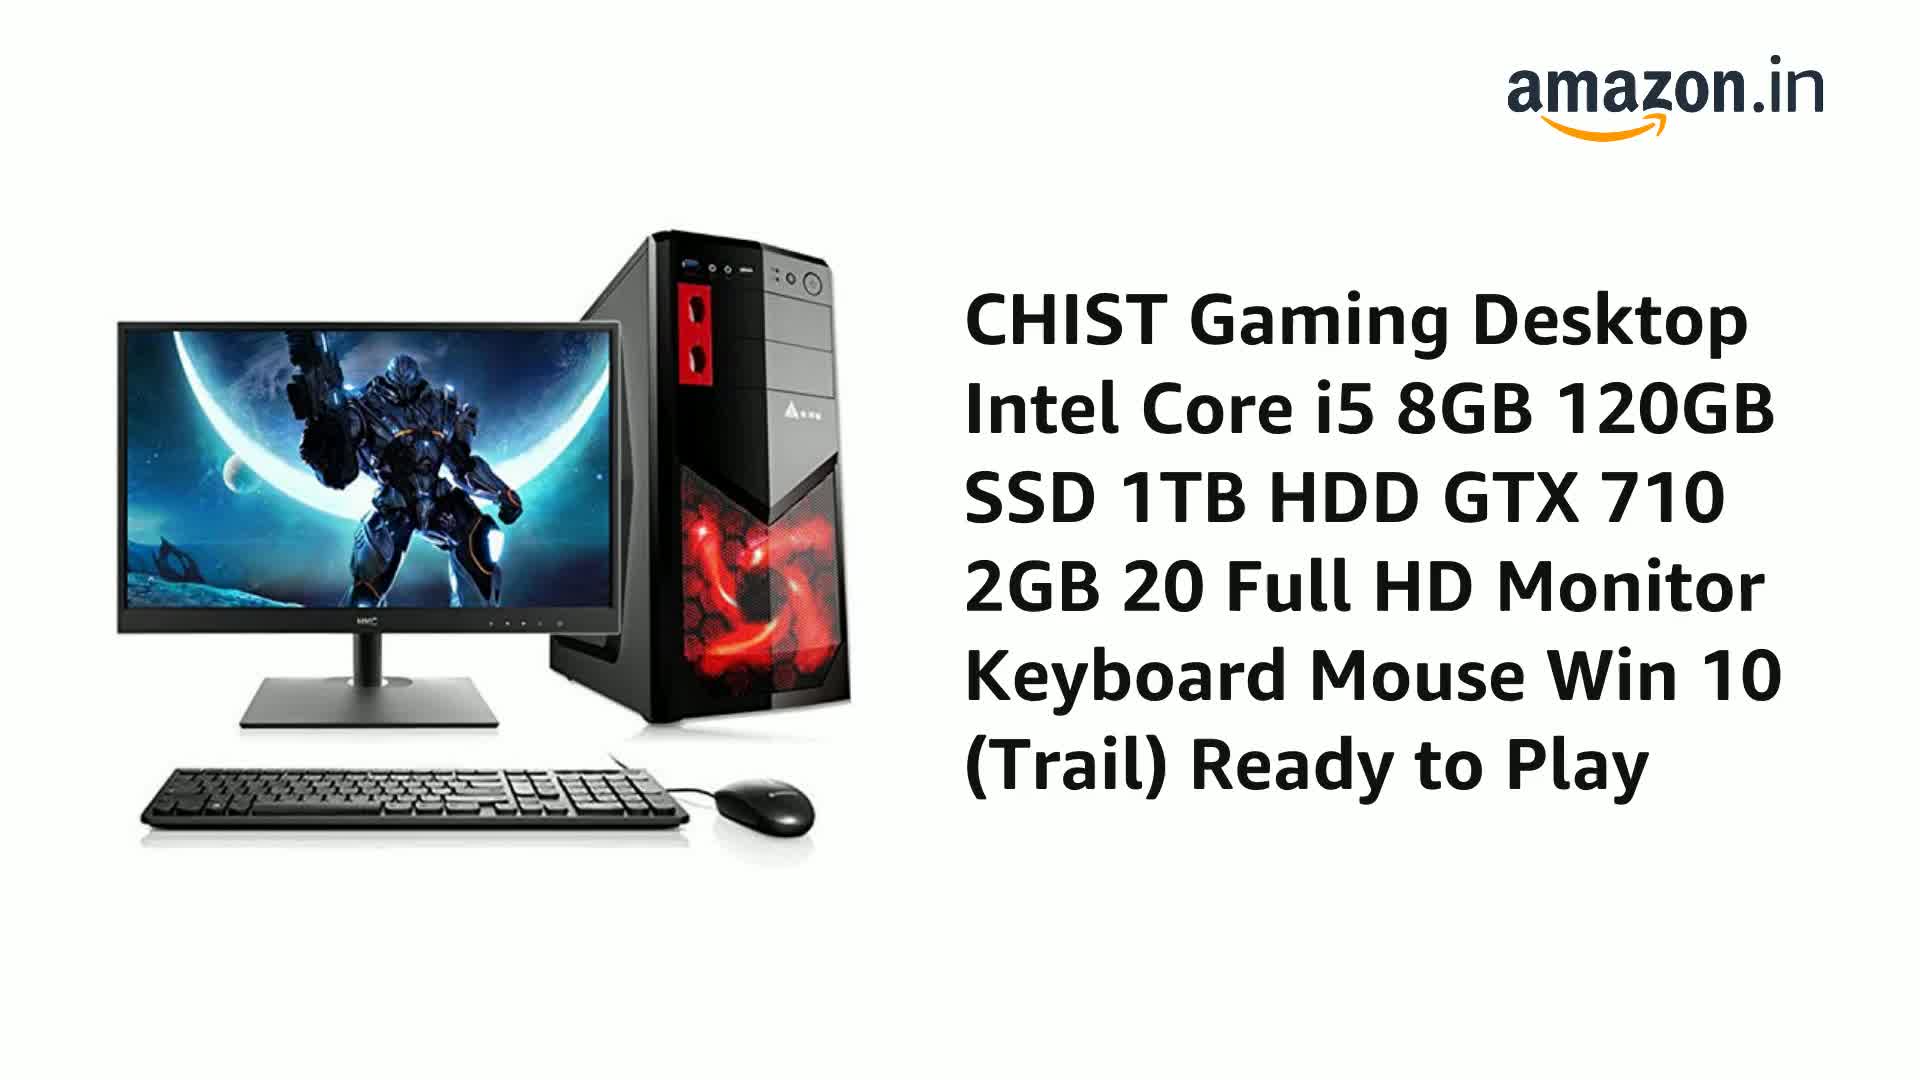 amazon.in
CHIST Gaming Desktop
Intel Core i5 8GB 120GB
SSD 1TB HDD GTX 710
2GB 20 Full HD Monitor
Keyboard Mouse Win 10
(Trail) Ready to Play